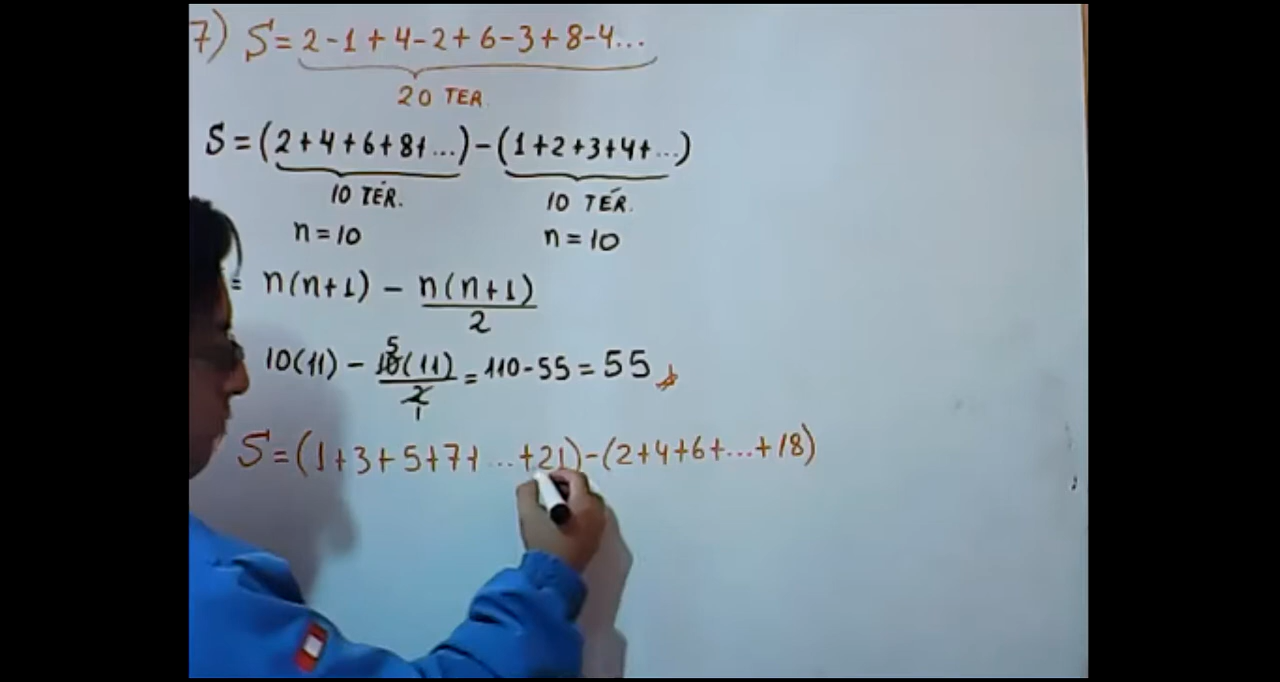 7) S = 2 - 1 + 4 - 2 + 6 - 3 + 8 - 4 ...
20 TER.
S = (2 + 4 + 6 + 8 + ...) - (1 + 2 + 3 + 4 + ...)
10 TÉR. 10 TÉR.
n = 10 n = 10
= n(n+1) - n(n+1)/2
10(11) - 10(11)/2 = 110 - 55 = 55
5
1
S = (1 + 3 + 5 + 7 + ... + 21) - (2 + 4 + 6 + ... + 18)